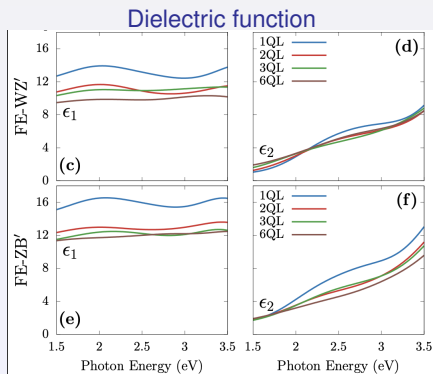 Dielectric function
16
12
8
4
0
FE-WZ′
ϵ1
(c)
1QL
2QL
3QL
6QL
(d)
ϵ2
16
12
8
4
0
FE-ZB′
ϵ1
(e)
1.5 2 2.5 3 3.5
Photon Energy (eV)
1QL
2QL
3QL
6QL
(f)
ϵ2
1.5 2 2.5 3 3.5
Photon Energy (eV)